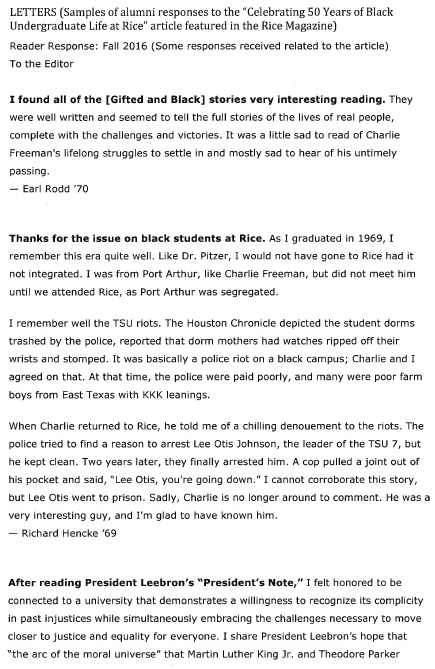 LETTERS (Samples of alumni responses to the “Celebrating 50 Years of Black
Undergraduate Life at Rice” article featured in the Rice Magazine)
Reader Response: Fall 2016 (Some responses received related to the article)
To the Editor
I found all of the [Gifted and Black] stories very interesting reading. They
were well written and seemed to tell the full stories of the lives of real people,
complete with the challenges and victories. It was a little sad to read of Charlie
Freeman's lifelong struggles to settle in and mostly sad to hear of his untimely
passing.
— Earl Rodd ’70
Thanks for the issue on black students at Rice. As I graduated in 1969, I
remember this era quite well. Like Dr. Pitzer, I would not have gone to Rice had it
not integrated. I was from Port Arthur, like Charlie Freeman, but did not meet him
until we attended Rice, as Port Arthur was segregated.
I remember well the TSU riots. The Houston Chronicle depicted the student dorms
trashed by the police, reported that dorm mothers had watches ripped off their
wrists and stomped. It was basically a police riot on a black campus; Charlie and I
agreed on that. At that time, the police were paid poorly, and many were poor farm
boys from East Texas with KKK leanings.
When Charlie returned to Rice, he told me of a chilling denouement to the riots. The
police tried to find a reason to arrest Lee Otis Johnson, the leader of the TSU 7, but
he kept clean. Two years later, they finally arrested him. A cop pulled a joint out of
his pocket and said, “Lee Otis, you're going down.” I cannot corroborate this story,
but Lee Otis went to prison. Sadly, Charlie is no longer around to comment. He was a
very interesting guy, and I'm glad to have known him.
— Richard Hencke ’69
After reading President Leebron’s “President’s Note,” I felt honored to be
connected to a university that demonstrates a willingness to recognize its complicity
in past injustices while simultaneously embracing the challenges necessary to move
closer to justice and equality for everyone. I share President Leebron’s hope that
“the arc of the moral universe” that Martin Luther King Jr. and Theodore Parker